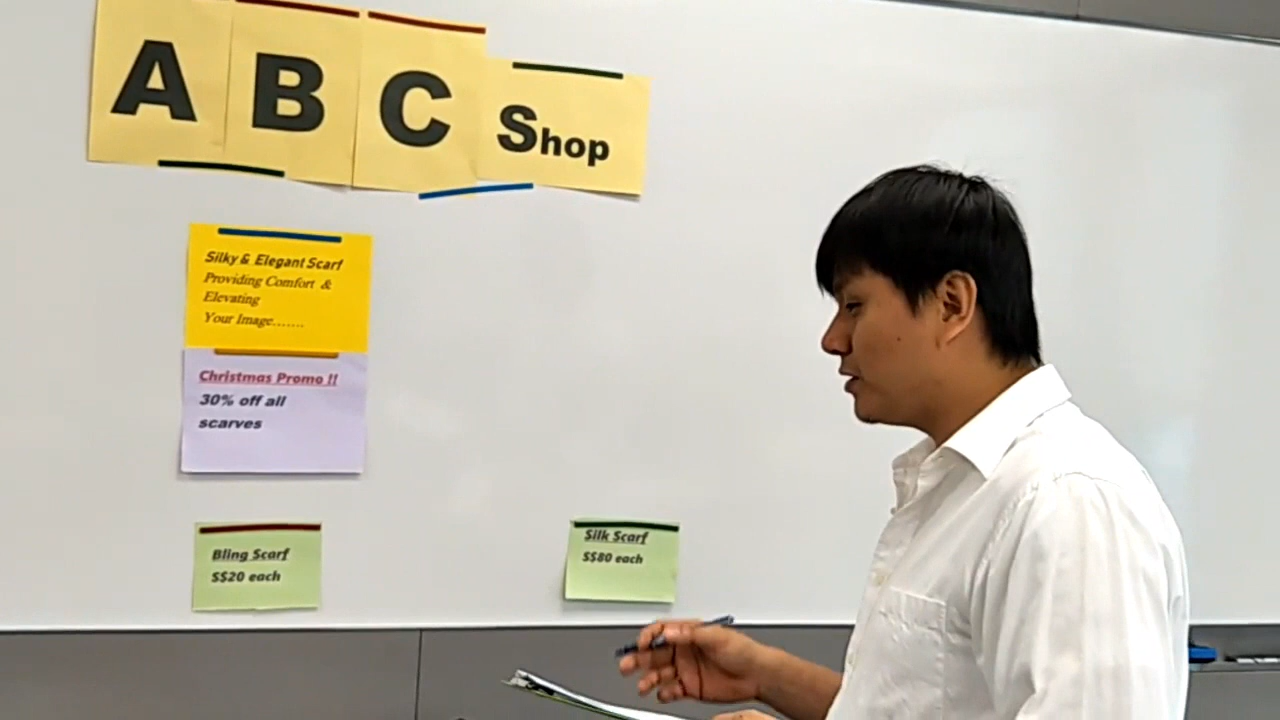 A B C Shop
Silky & Elegant Scarf
Providing Comfort &
Elevating
Your Image.......
Christmas Promo !!
30% off all
scarves
Bling Scarf
S$20 each
Silk Scarf
S$80 each